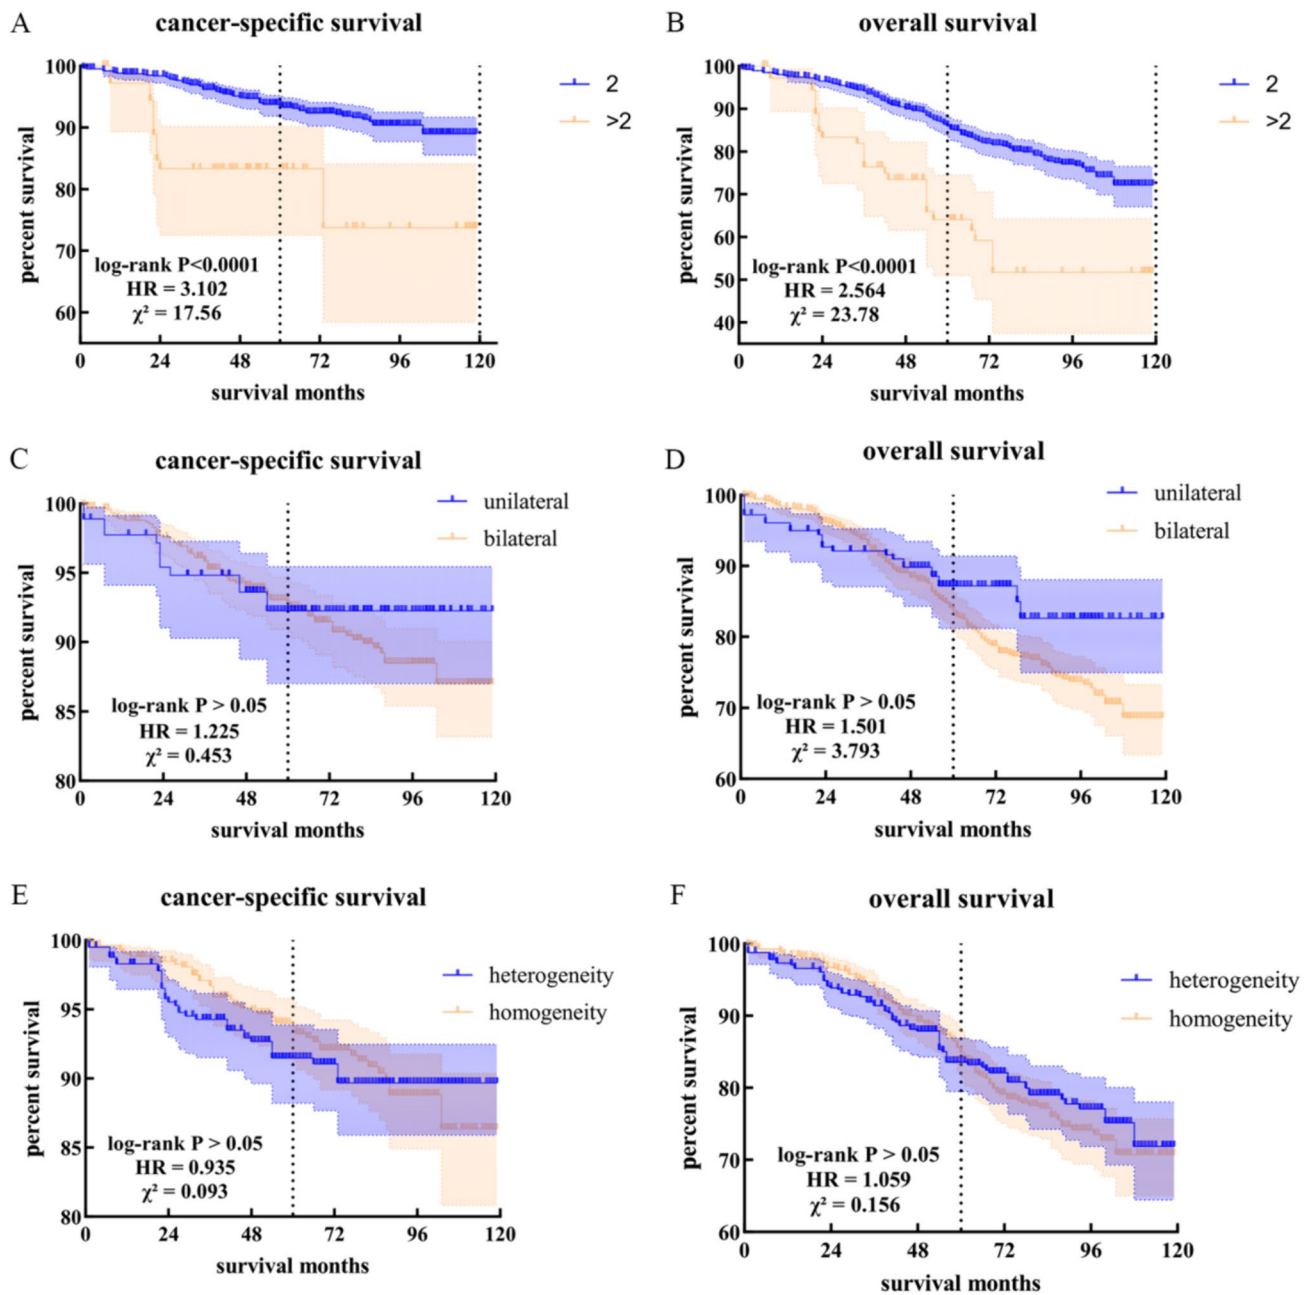 A
cancer-specific survival
100
90
80
70
60
percent survival
log-rank P<0.0001
HR = 3.102
χ² = 17.56
0
24
48
72
96
120
survival months
2
>2
B
overall survival
100
90
80
70
60
50
40
percent survival
log-rank P<0.0001
HR = 2.564
χ² = 23.78
0
24
48
72
96
120
survival months
2
>2
C
cancer-specific survival
100
95
90
85
80
percent survival
unilateral
bilateral
log-rank P > 0.05
HR = 1.225
χ² = 0.453
0
24
48
72
96
120
survival months
D
overall survival
100
90
80
70
60
percent survival
unilateral
bilateral
log-rank P > 0.05
HR = 1.501
χ² = 3.793
0
24
48
72
96
120
survival months
E
cancer-specific survival
100
95
90
85
80
percent survival
heterogeneity
homogeneity
log-rank P > 0.05
HR = 0.935
χ² = 0.093
0
24
48
72
96
120
survival months
F
overall survival
100
90
80
70
60
percent survival
heterogeneity
homogeneity
log-rank P > 0.05
HR = 1.059
χ² = 0.156
0
24
48
72
96
120
survival months